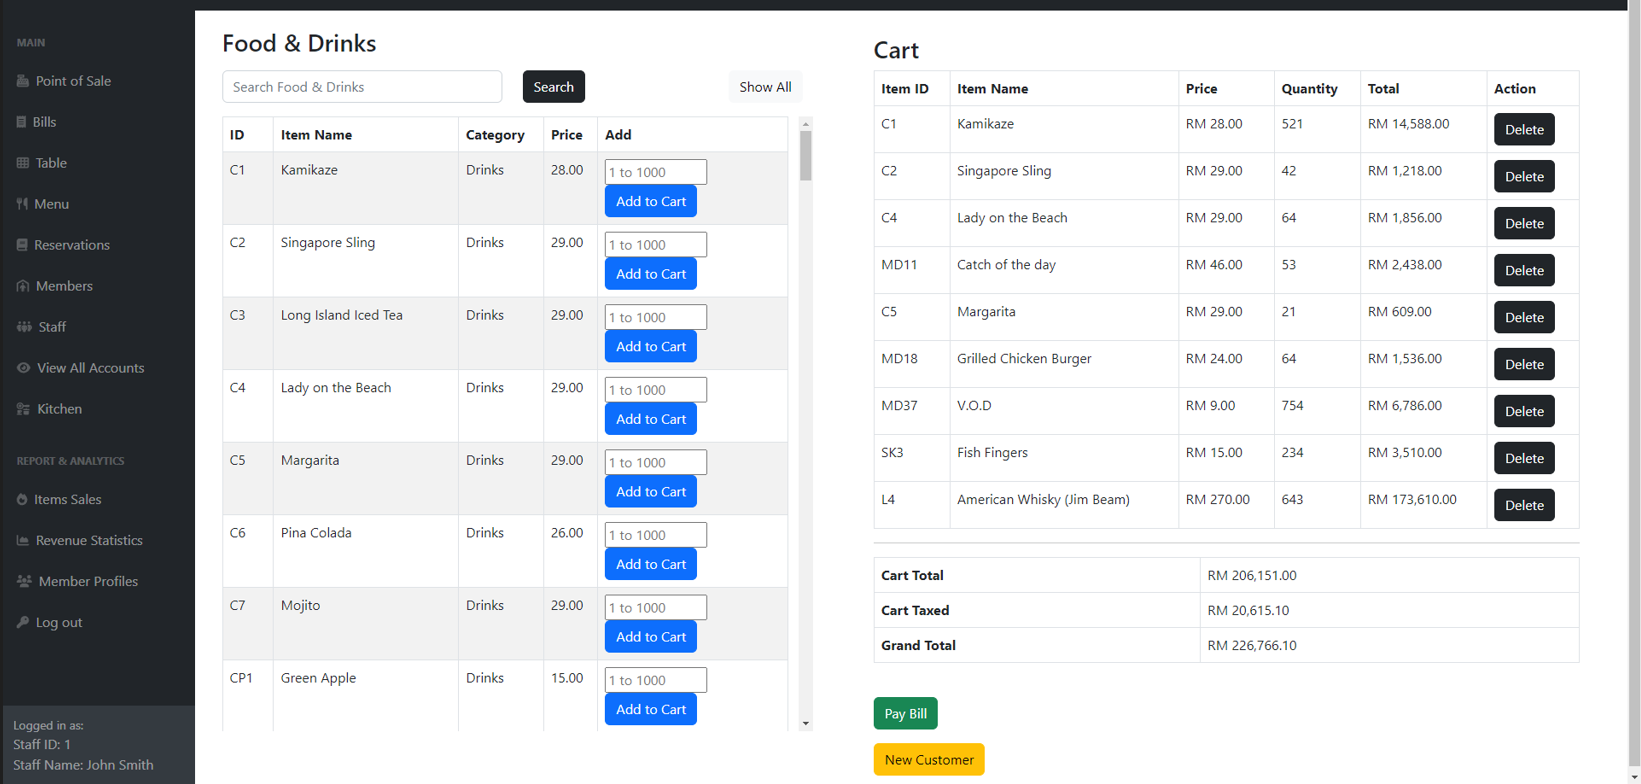 MAIN
Point of Sale
Bills
Table
Menu
Reservations
Members
Staff
View All Accounts
Kitchen
REPORT & ANALYTICS
Items Sales
Revenue Statistics
Member Profiles
Log out
Logged in as:
Staff ID: 1
Staff Name: John Smith
Food & Drinks
Search Food & Drinks Search Show All
ID Item Name Category Price Add
C1 Kamikaze Drinks 28.00 1 to 1000
Add to Cart
C2 Singapore Sling Drinks 29.00 1 to 1000
Add to Cart
C3 Long Island Iced Tea Drinks 29.00 1 to 1000
Add to Cart
C4 Lady on the Beach Drinks 29.00 1 to 1000
Add to Cart
C5 Margarita Drinks 29.00 1 to 1000
Add to Cart
C6 Pina Colada Drinks 26.00 1 to 1000
Add to Cart
C7 Mojito Drinks 29.00 1 to 1000
Add to Cart
CP1 Green Apple Drinks 15.00 1 to 1000
Add to Cart
Cart
Item ID Item Name Price Quantity Total Action
C1 Kamikaze RM 28.00 521 RM 14,588.00 Delete
C2 Singapore Sling RM 29.00 42 RM 1,218.00 Delete
C4 Lady on the Beach RM 29.00 64 RM 1,856.00 Delete
MD11 Catch of the day RM 46.00 53 RM 2,438.00 Delete
C5 Margarita RM 29.00 21 RM 609.00 Delete
MD18 Grilled Chicken Burger RM 24.00 64 RM 1,536.00 Delete
MD37 V.O.D RM 9.00 754 RM 6,786.00 Delete
SK3 Fish Fingers RM 15.00 234 RM 3,510.00 Delete
L4 American Whisky (Jim Beam) RM 270.00 643 RM 173,610.00 Delete
Cart Total RM 206,151.00
Cart Taxed RM 20,615.10
Grand Total RM 226,766.10
Pay Bill
New Customer